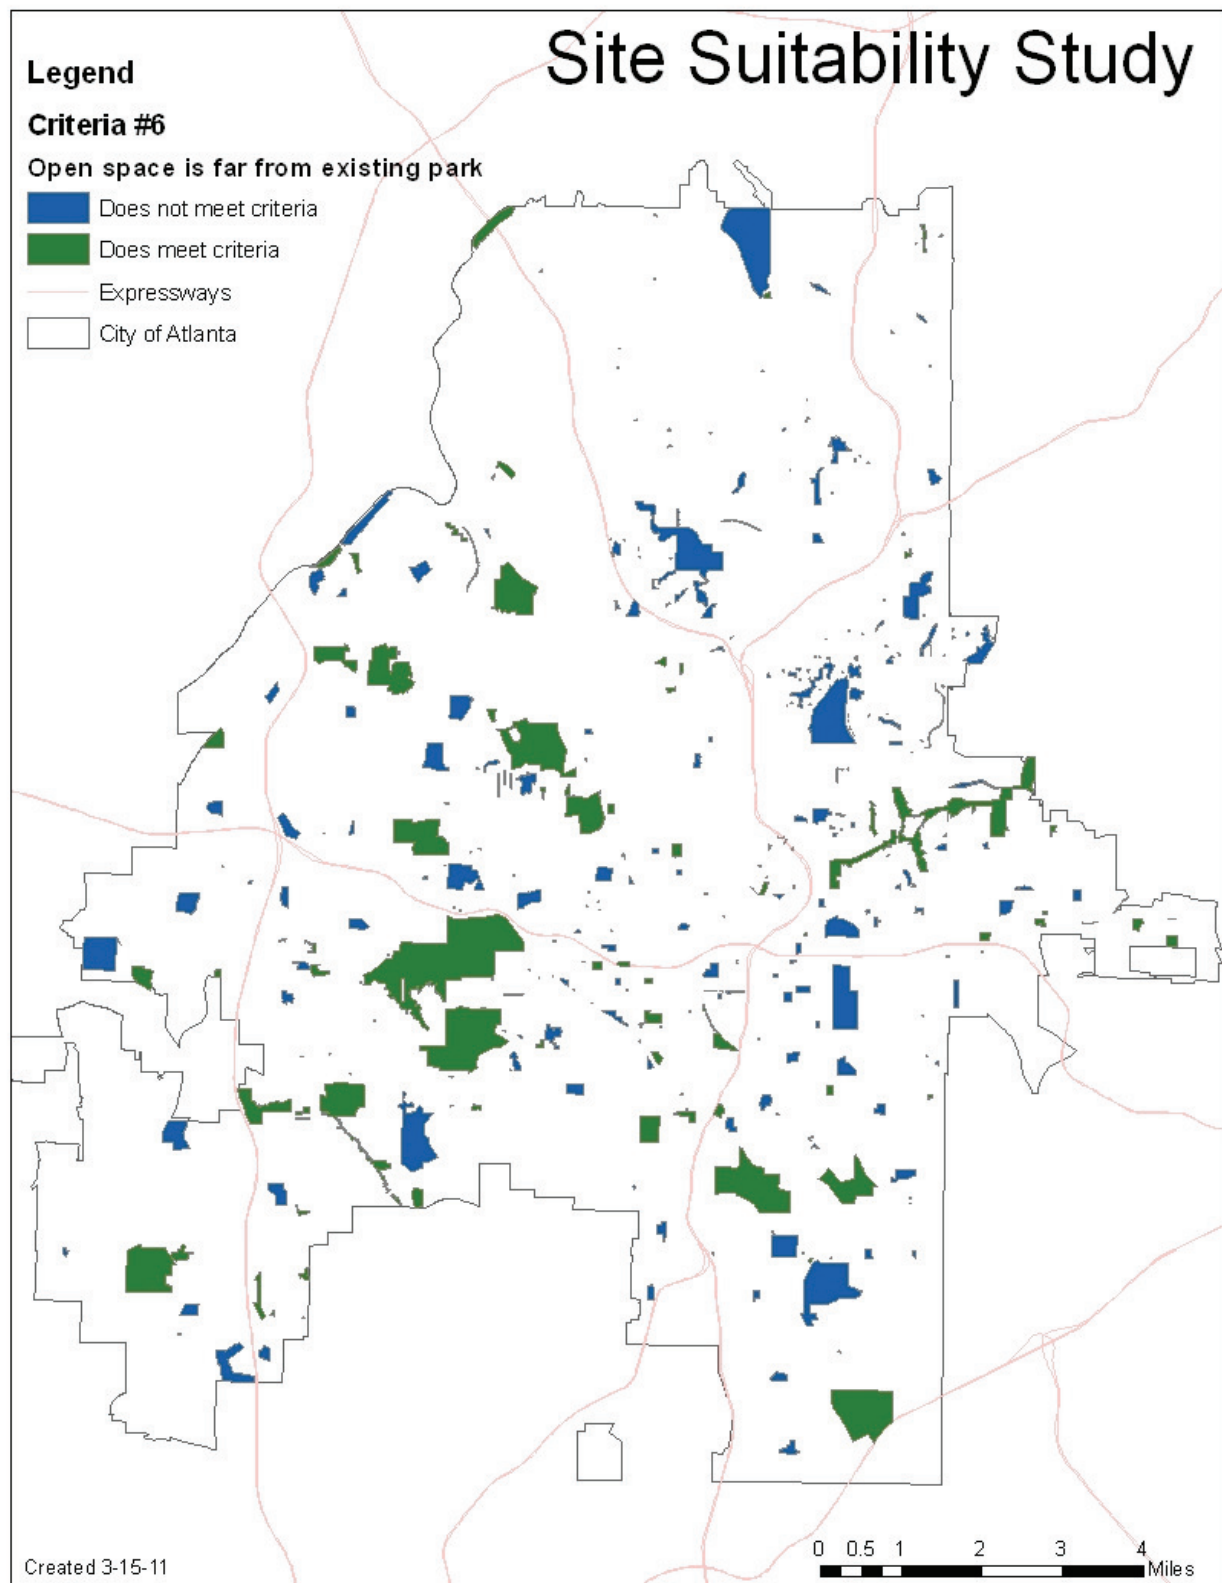 Site Suitability Study
Legend
Criteria #6
Open space is far from existing park
Does not meet criteria
Does meet criteria
Expressways
City of Atlanta
Created 3-15-11
0 0.5 1 2 3 4
Miles